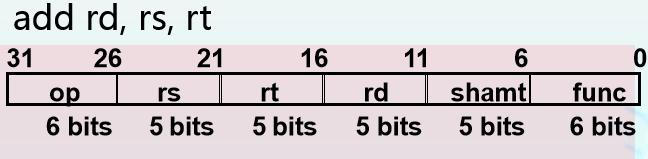 add rd, rs, rt
31 26 21 16 11 6 0
op rs rt rd shamt func
6 bits 5 bits 5 bits 5 bits 5 bits 6 bits